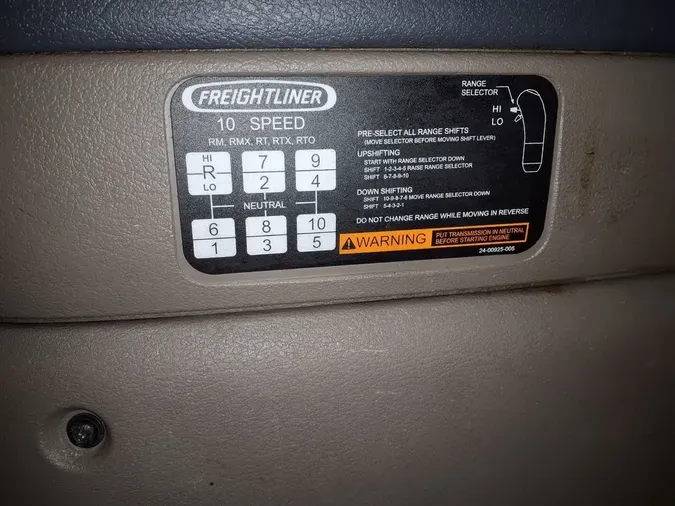 FREIGHTLINER
10 SPEED
RM, RMX, RT, RTX, RTO
HI
R
LO
7
2
9
4
NEUTRAL
6
1
8
3
10
5
RANGE
SELECTOR
HI
LO
PRE-SELECT ALL RANGE SHIFTS
(MOVE SELECTOR BEFORE MOVING SHIFT LEVER)
UPSHIFTING
START WITH RANGE SELECTOR DOWN
SHIFT 1-2-3-4-5 RAISE RANGE SELECTOR
SHIFT 6-7-8-9-10
DOWN SHIFTING
SHIFT 10-9-8-7-6 MOVE RANGE SELECTOR DOWN
SHIFT 5-4-3-2-1
DO NOT CHANGE RANGE WHILE MOVING IN REVERSE
WARNING
PUT TRANSMISSION IN NEUTRAL
BEFORE STARTING ENGINE
24-00925-005